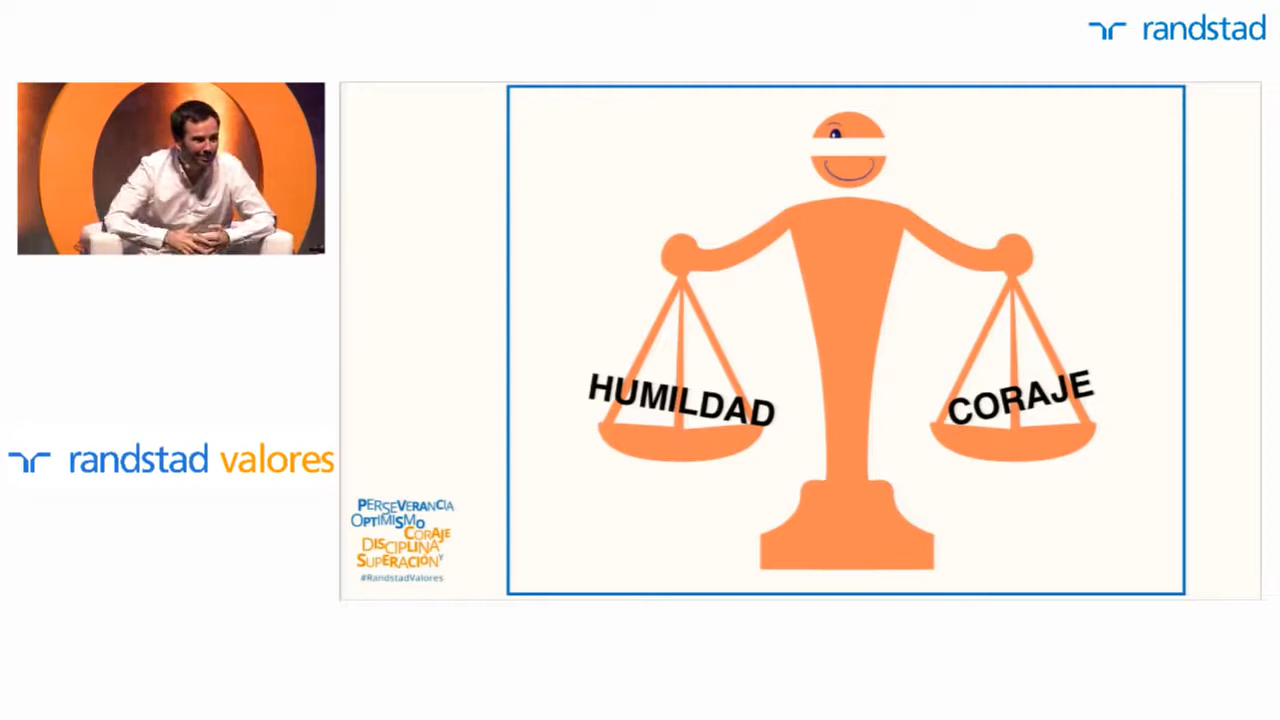 randstad
HUMILDAD
CORAJE
randstad valores
PERSEVERANCIA
OPTIMISMO
CORAJE
DISCIPLINA
Y
SUPERACIÓN
#RandstadValores